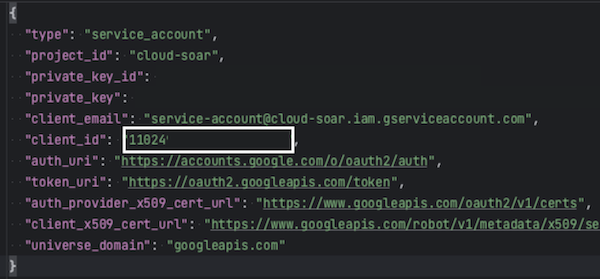 {
"type": "service_account",
"project_id": "cloud-soar",
"private_key_id":
"private_key":
"client_email": "service-account@cloud-soar.iam.gserviceaccount.com",
"client_id": "11024",
"auth_uri": "https://accounts.google.com/o/oauth2/auth",
"token_uri": "https://oauth2.googleapis.com/token",
"auth_provider_x509_cert_url": "https://www.googleapis.com/oauth2/v1/certs",
"client_x509_cert_url": "https://www.googleapis.com/robot/v1/metadata/x509/se
"universe_domain": "googleapis.com"
}